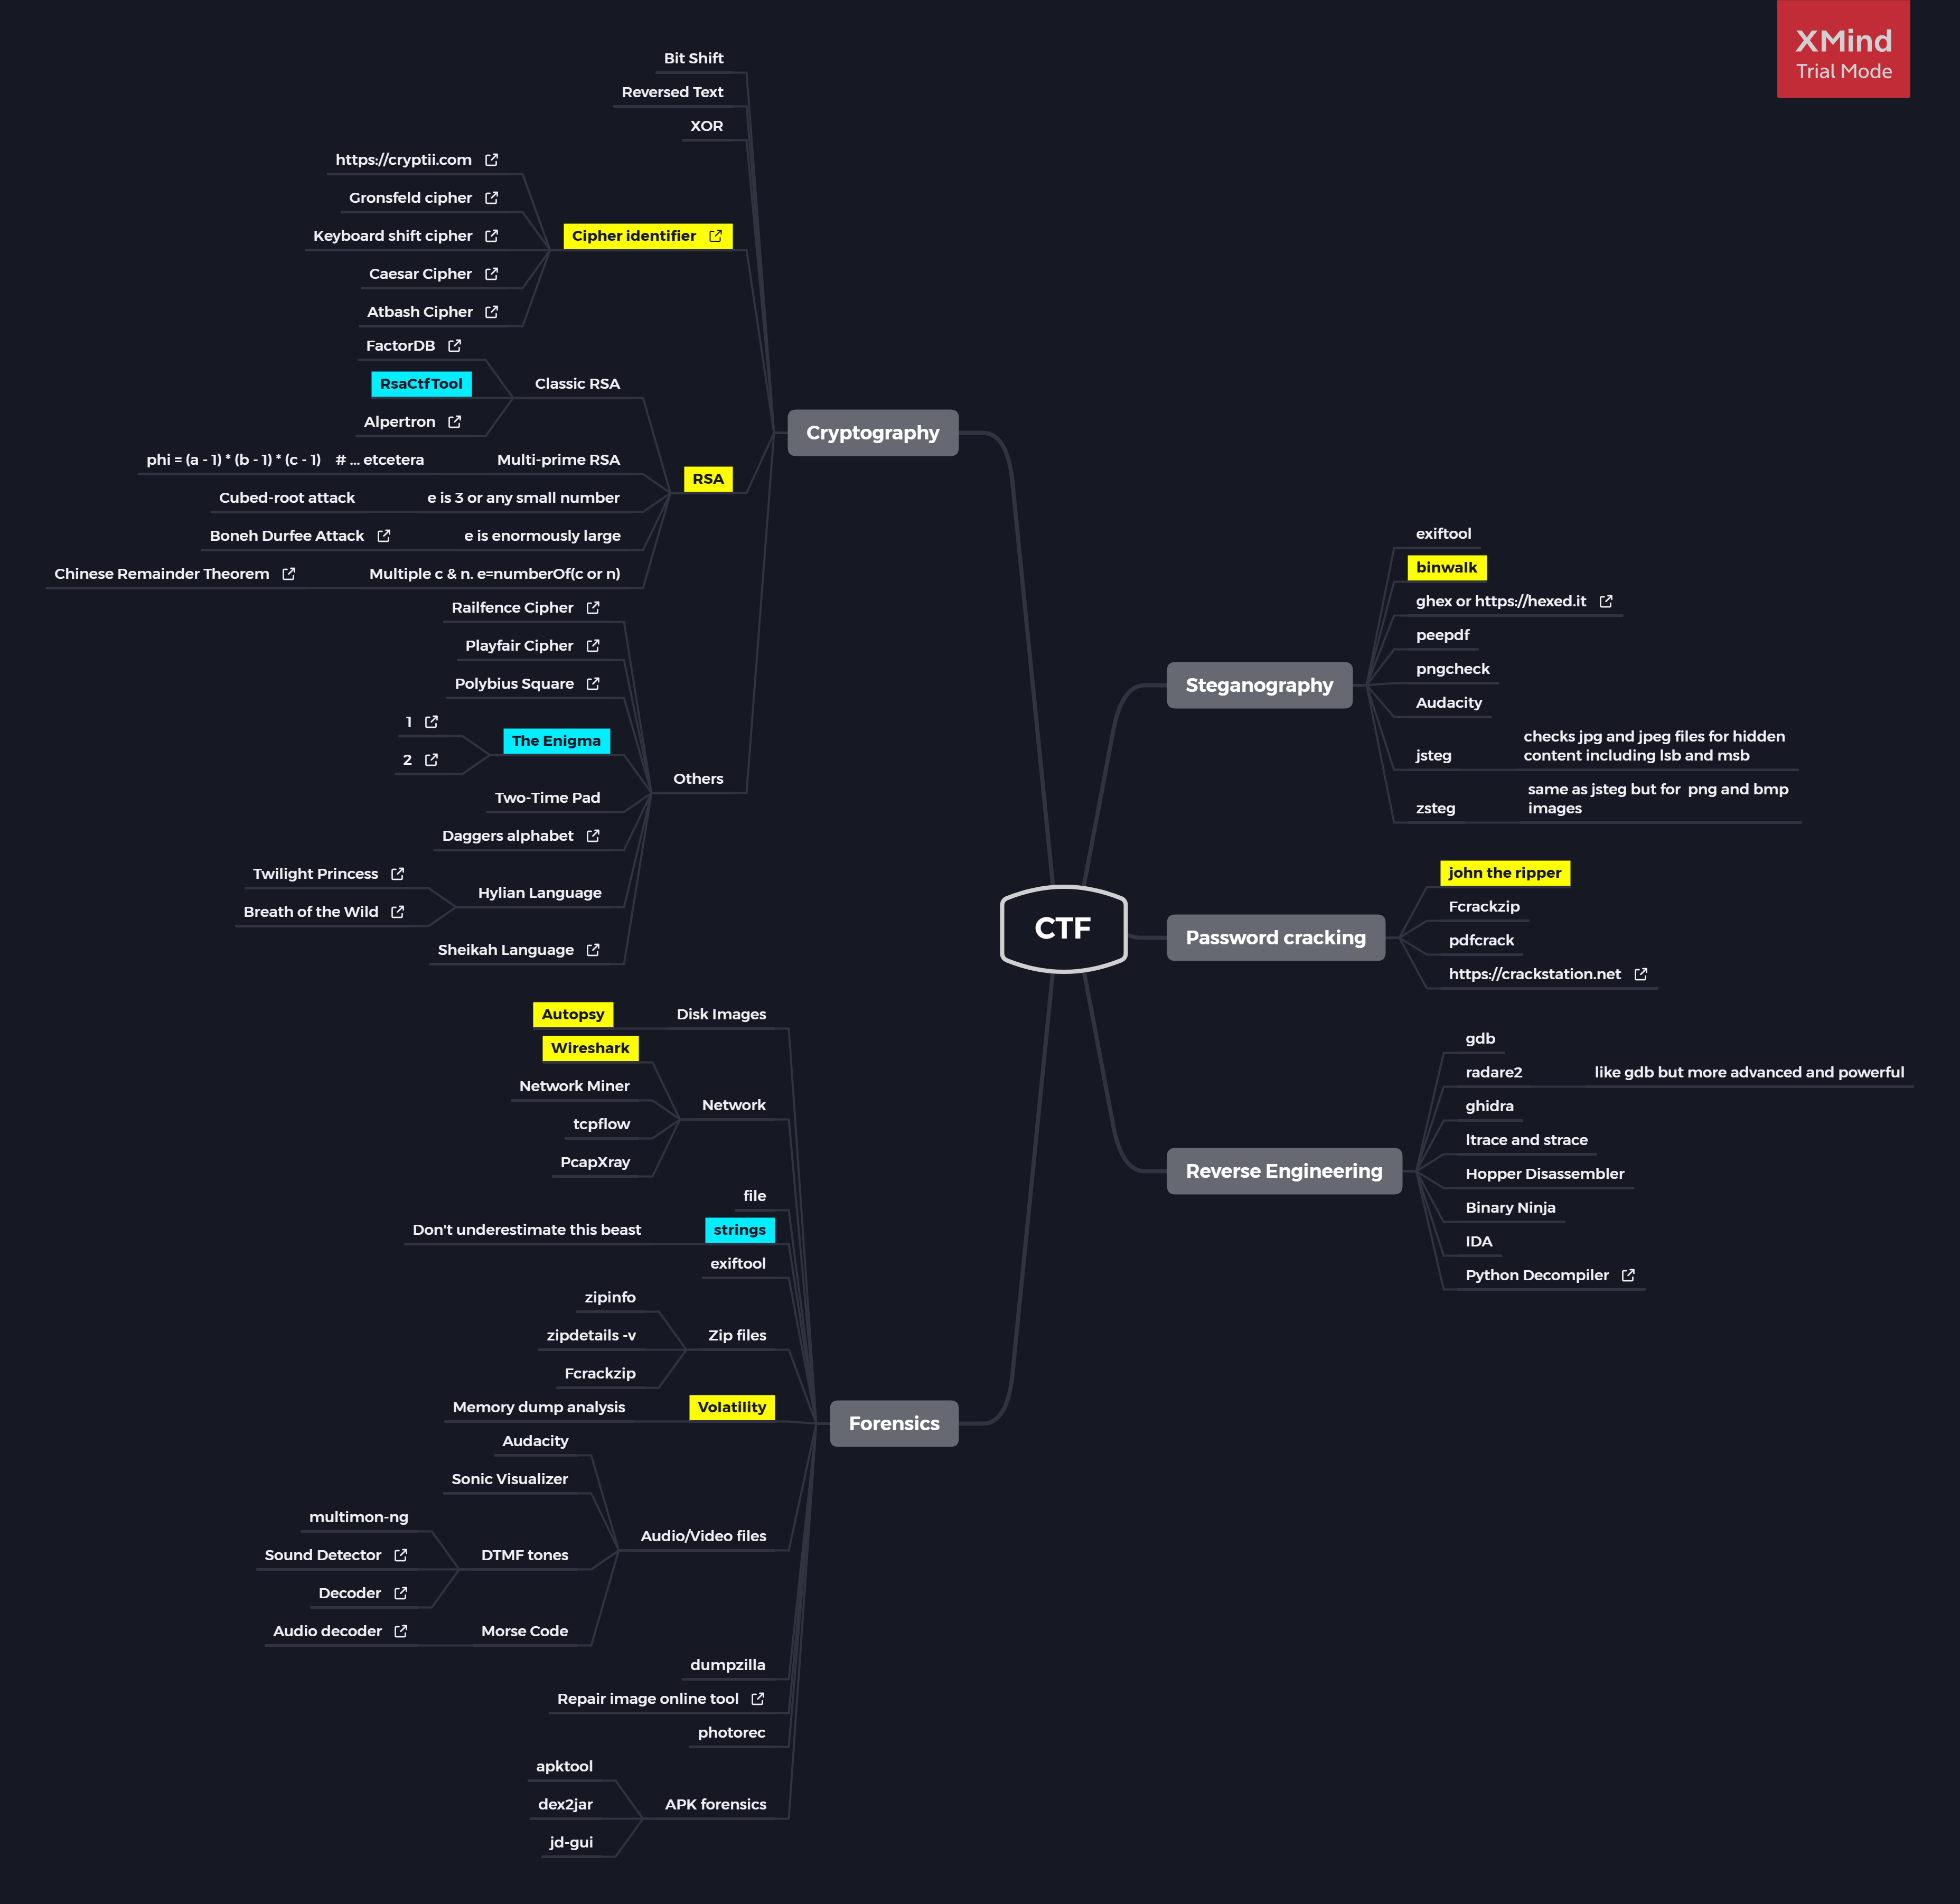 XMind
Trial Mode
CTF
Cryptography
Bit Shift
Reversed Text
XOR
Cipher identifier
https://cryptii.com
Gronsfeld cipher
Keyboard shift cipher
Caesar Cipher
Atbash Cipher
RSA
Classic RSA
FactorDB
RsaCtfTool
Alpertron
Multi-prime RSA
phi = (a - 1) * (b - 1) * (c - 1) # ... etcetera
e is 3 or any small number
Cubed-root attack
e is enormously large
Boneh Durfee Attack
Multiple c & n. e=numberOf(c or n)
Chinese Remainder Theorem
Others
Railfence Cipher
Playfair Cipher
Polybius Square
The Enigma
1
2
Two-Time Pad
Daggers alphabet
Hylian Language
Twilight Princess
Breath of the Wild
Sheikah Language
Forensics
Disk Images
Autopsy
Network
Wireshark
Network Miner
tcpflow
PcapXray
file
strings
Don't underestimate this beast
exiftool
Zip files
zipinfo
zipdetails -v
Fcrackzip
Volatility
Memory dump analysis
Audio/Video files
Audacity
Sonic Visualizer
DTMF tones
multimon-ng
Sound Detector
Decoder
Morse Code
Audio decoder
dumpzilla
Repair image online tool
photorec
APK forensics
apktool
dex2jar
jd-gui
Steganography
exiftool
binwalk
ghex or https://hexed.it
peepdf
pngcheck
Audacity
jsteg
checks jpg and jpeg files for hidden
content including lsb and msb
zsteg
same as jsteg but for  png and bmp
images
Password cracking
john the ripper
Fcrackzip
pdfcrack
https://crackstation.net
Reverse Engineering
gdb
radare2
like gdb but more advanced and powerful
ghidra
ltrace and strace
Hopper Disassembler
Binary Ninja
IDA
Python Decompiler